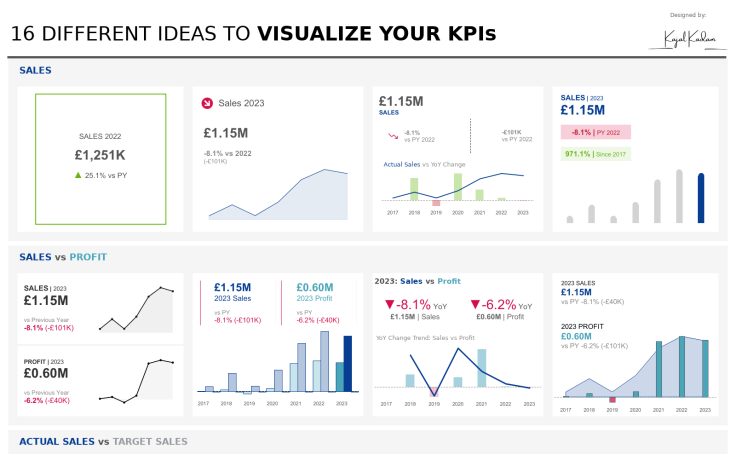 Designed by:
Kajal Kadam
16 DIFFERENT IDEAS TO VISUALIZE YOUR KPIs
SALES
SALES 2022
£1,251K
▲ 25.1% vs PY
Sales 2023
£1.15M
-8.1% vs 2022
(-£101K)
£1.15M
SALES
-8.1%
vs PY 2022
-£101K
vs PY 2022
Actual Sales vs YoY Change
2017 2018 2019 2020 2021 2022 2023
SALES | 2023
£1.15M
-8.1% | PY 2022
971.1% | Since 2017
SALES vs PROFIT
SALES | 2023
£1.15M
vs Previous Year
-8.1% (-£101K)
PROFIT | 2023
£0.60M
vs Previous Year
-6.2% (-£40K)
£1.15M
2023 Sales
vs PY
-8.1% (-£101K)
£0.60M
2023 Profit
vs PY
-6.2% (-£40K)
2017 2018 2019 2020 2021 2022 2023
2023: Sales vs Profit
▼-8.1% YoY
£1.15M | Sales
▼-6.2% YoY
£0.60M | Profit
YoY Change Trend: Sales vs Profit
2017 2018 2019 2020 2021 2022 2023
2023 SALES
£1.15M
vs PY -8.1% (-£40K)
2023 PROFIT
£0.60M
vs PY -6.2% (-£101K)
2017 2018 2019 2020 2021 2022 2023
ACTUAL SALES vs TARGET SALES